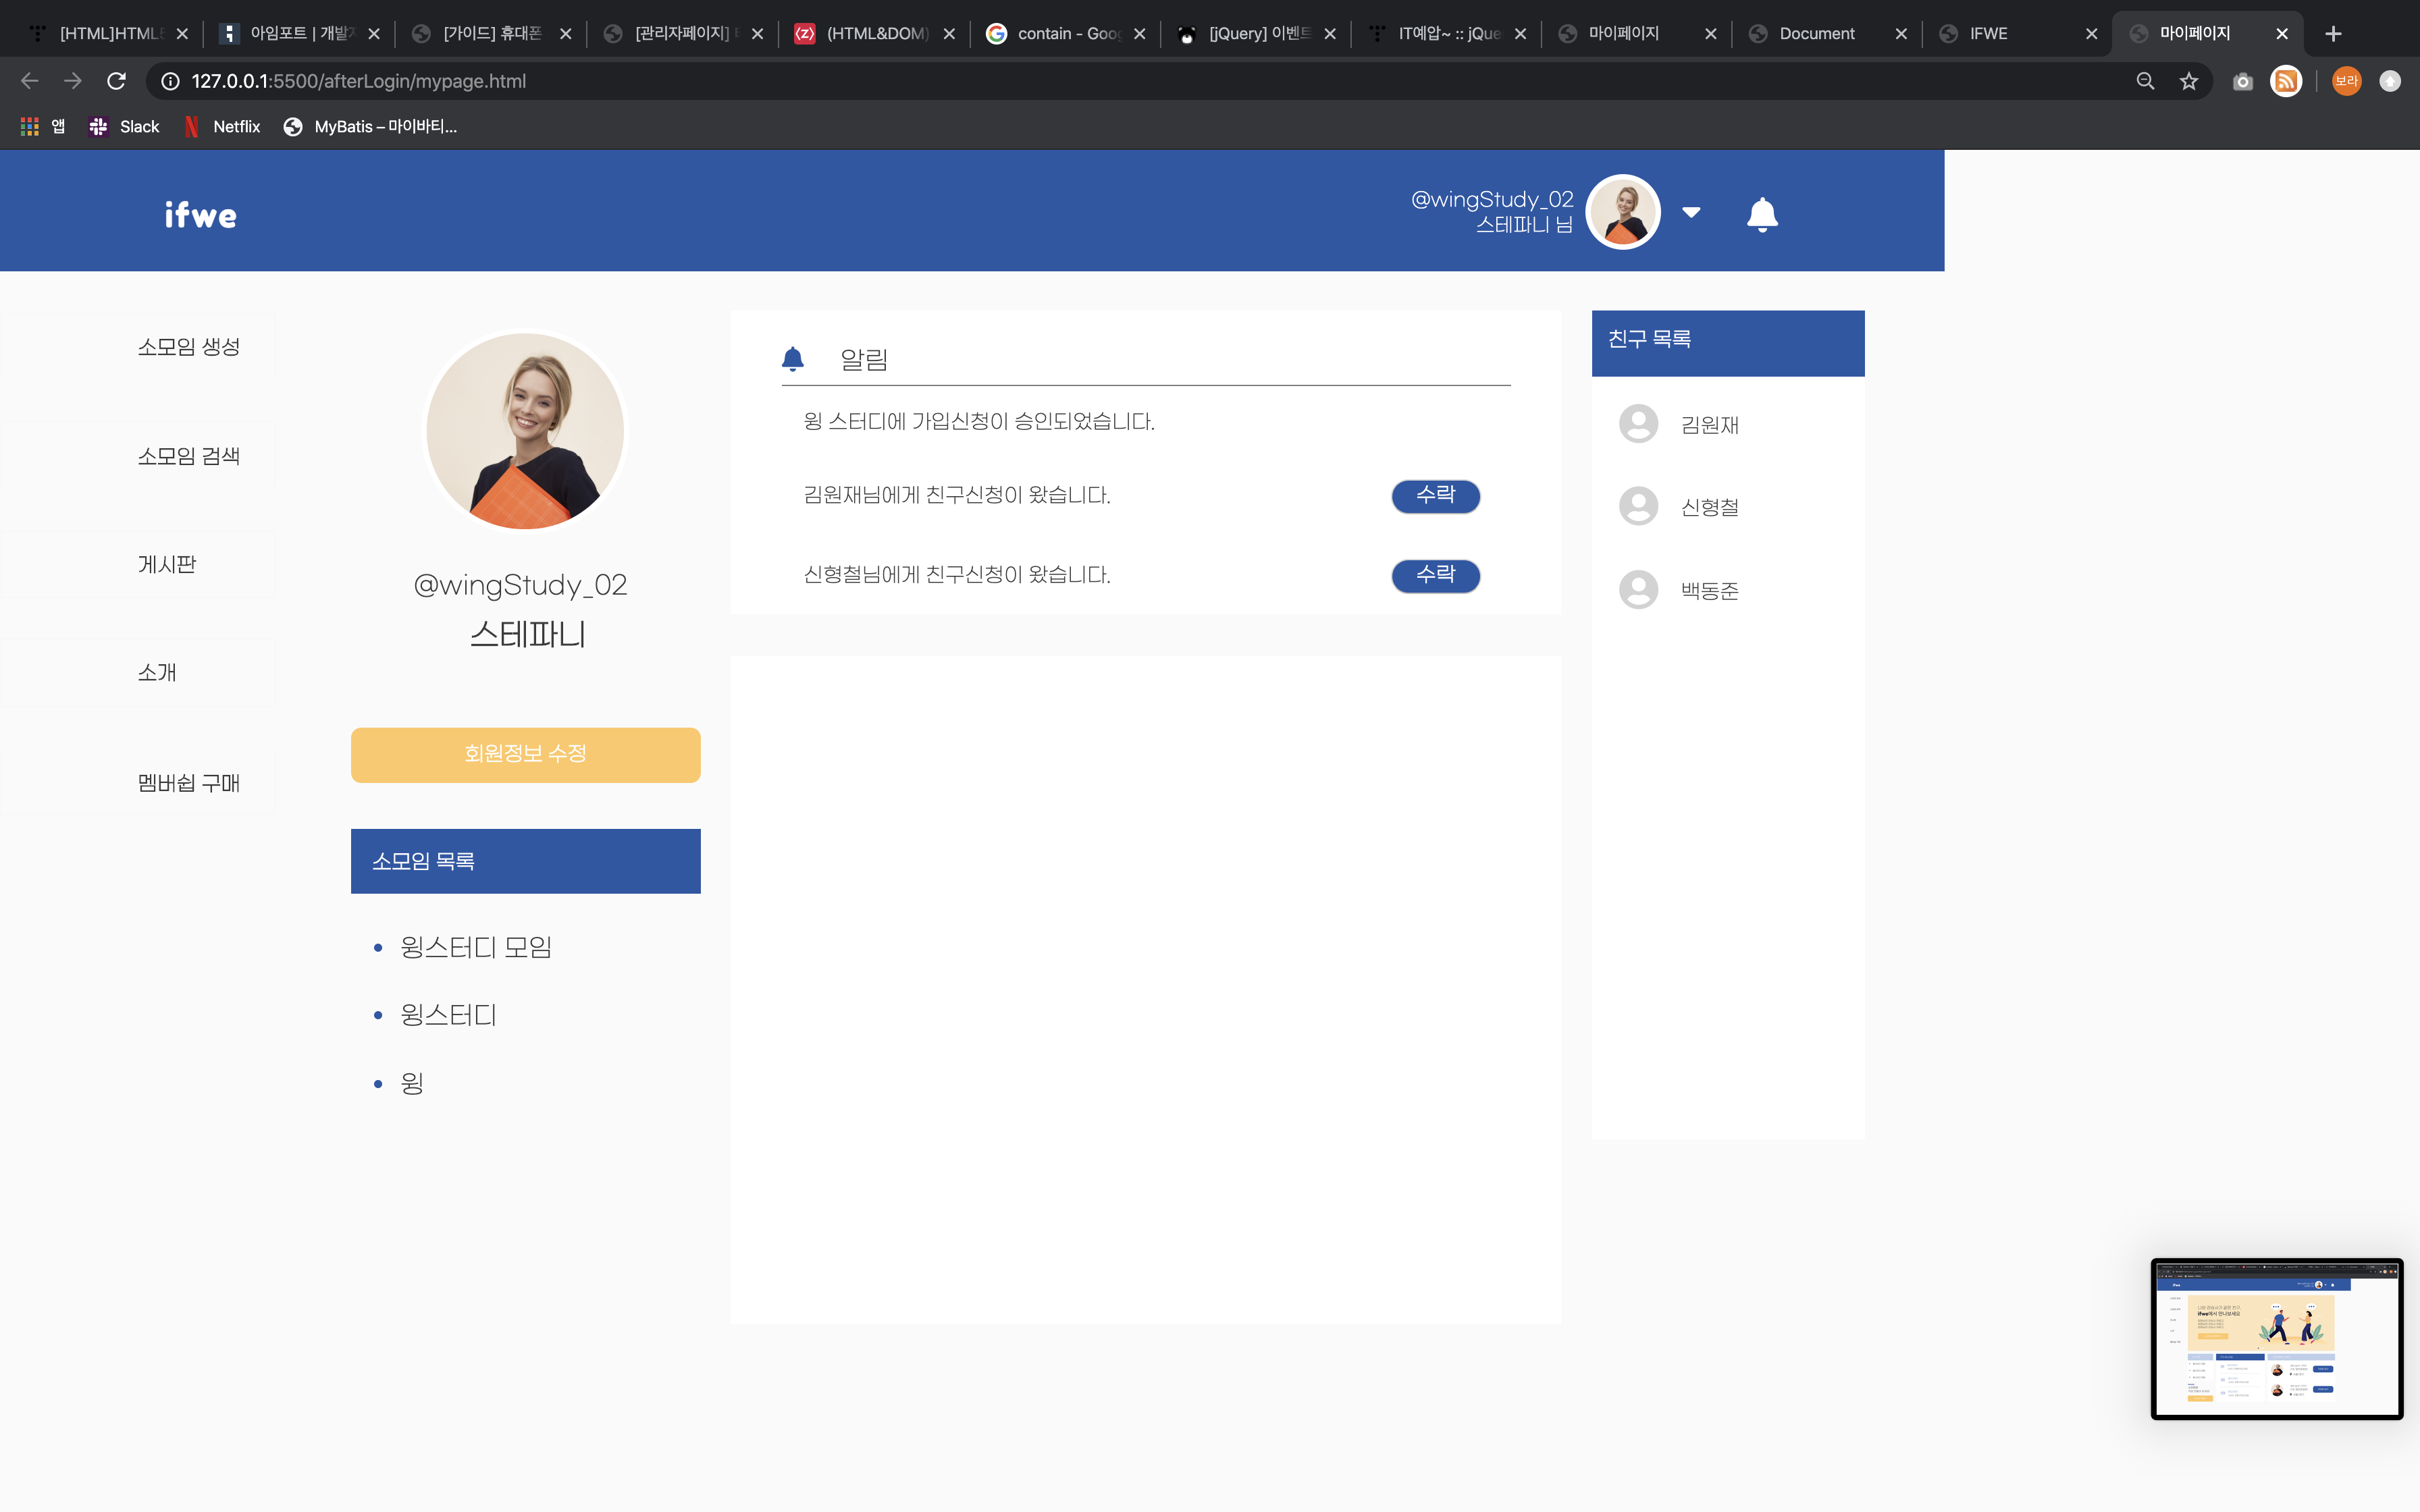 [HTML]HTML
아임포트 | 개발자
[가이드] 휴대폰
[관리자페이지]
(HTML&DOM)
contain - Goog
[jQuery] 이벤트
IT예압~ :: jQue
마이페이지
Document
IFWE
마이페이지
127.0.0.1:5500/afterLogin/mypage.html
보라
앱
Slack
Netflix
MyBatis – 마이바티...
ifwe
@wingStudy_02
스테파니 님
소모임 생성
소모임 검색
게시판
소개
멤버쉽 구매
@wingStudy_02
스테파니
회원정보 수정
소모임 목록
윙스터디 모임
윙스터디
윙
알림
윙 스터디에 가입신청이 승인되었습니다.
김원재님에게 친구신청이 왔습니다.
수락
신형철님에게 친구신청이 왔습니다.
수락
친구 목록
김원재
신형철
백동준